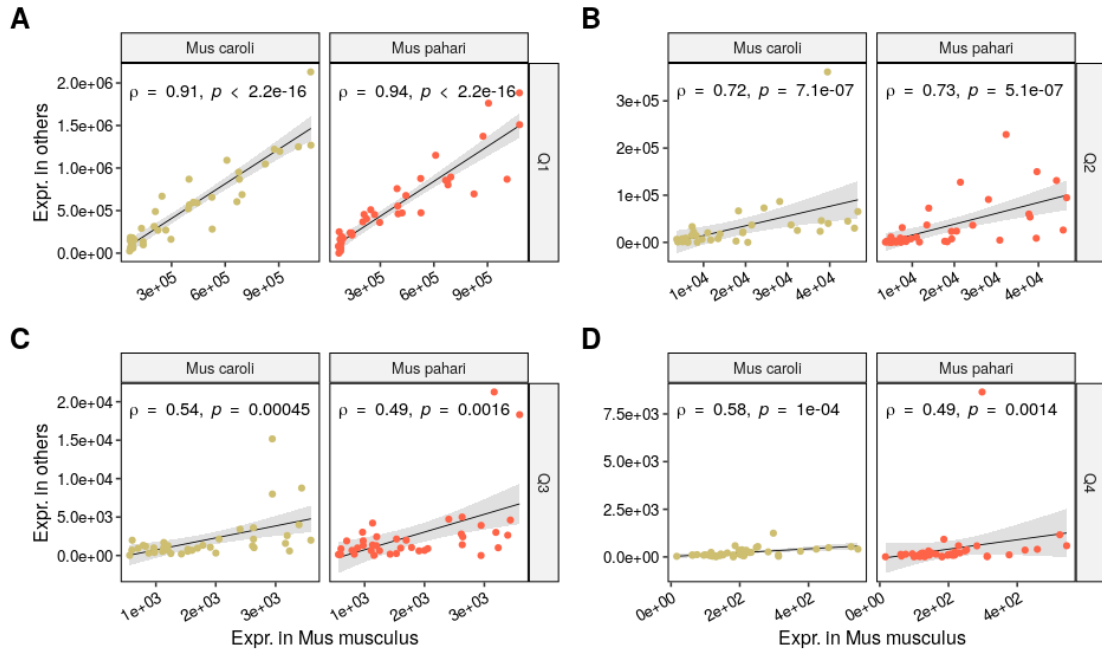 A
Mus caroli
Mus pahari
ρ = 0.91, p < 2.2e-16
ρ = 0.94, p < 2.2e-16
Q1
Expr. in others
2.0e+06
1.5e+06
1.0e+06
5.0e+05
0.0e+00
3e+05
6e+05
9e+05
3e+05
6e+05
9e+05
B
Mus caroli
Mus pahari
ρ = 0.72, p = 7.1e-07
ρ = 0.73, p = 5.1e-07
Q2
3e+05
2e+05
1e+05
0e+00
1e+04
2e+04
3e+04
4e+04
1e+04
2e+04
3e+04
4e+04
C
Mus caroli
Mus pahari
ρ = 0.54, p = 0.00045
ρ = 0.49, p = 0.0016
Q3
Expr. in others
2.0e+04
1.5e+04
1.0e+04
5.0e+03
0.0e+00
1e+03
2e+03
3e+03
1e+03
2e+03
3e+03
Expr. in Mus musculus
D
Mus caroli
Mus pahari
ρ = 0.58, p = 1e-04
ρ = 0.49, p = 0.0014
Q4
7.5e+03
5.0e+03
2.5e+03
0.0e+00
0e+00
2e+02
4e+02
0e+00
2e+02
4e+02
Expr. in Mus musculus